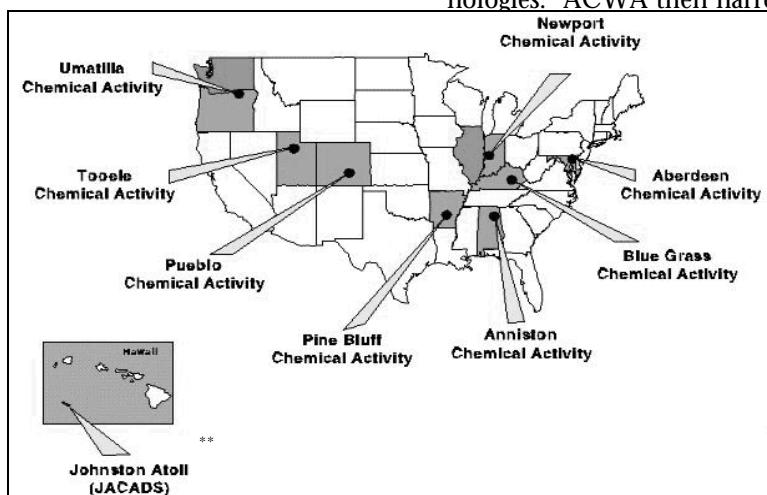 nologies. ACWA then narro
Newport
Chemical Activity
Umatilla
Chemical Activity
Tooele
Chemical Activity
Aberdeen
Chemical Activity
Blue Grass
Chemical Activity
Pueblo
Chemical Activity
Pine Bluff
Chemical Activity
Anniston
Chemical Activity
Hawaii
**
Johnston Atoll
(JACADS)